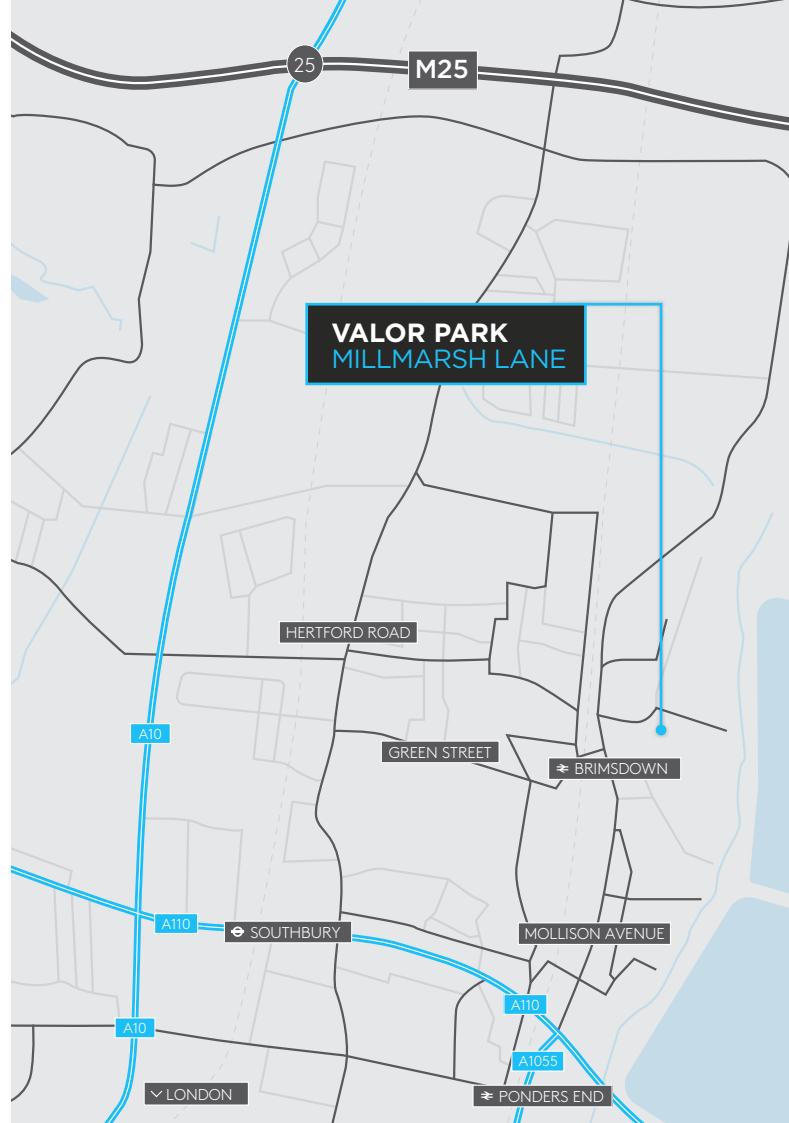 25
M25
VALOR PARK
MILLMARSH LANE
HERTFORD ROAD
A10
GREEN STREET
BRIMSDOWN
A110
SOUTHBURY
MOLLISON AVENUE
A110
A10
A1055
LONDON
PONDERS END